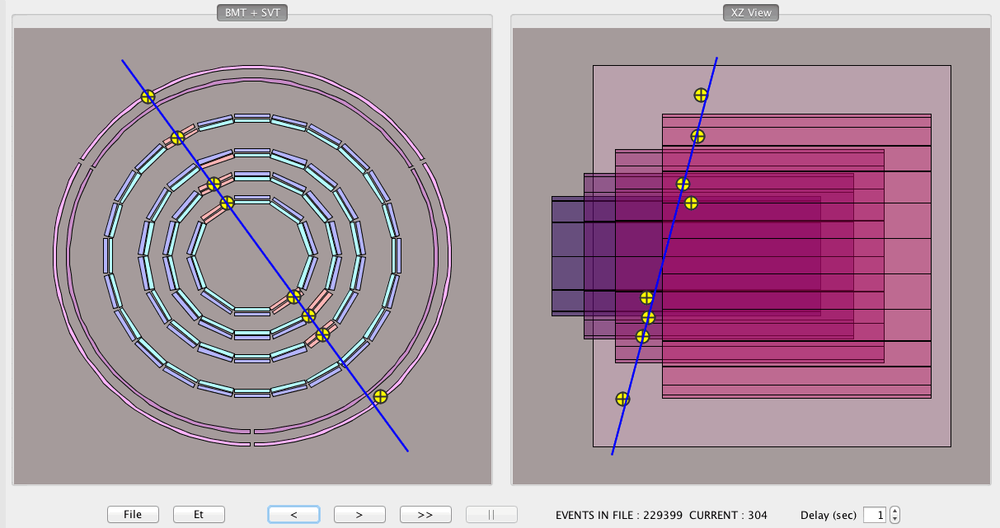 BMT + SVT
XZ View
File
Et
<
>
>>
||
EVENTS IN FILE : 229399 CURRENT : 304
Delay (sec)
1